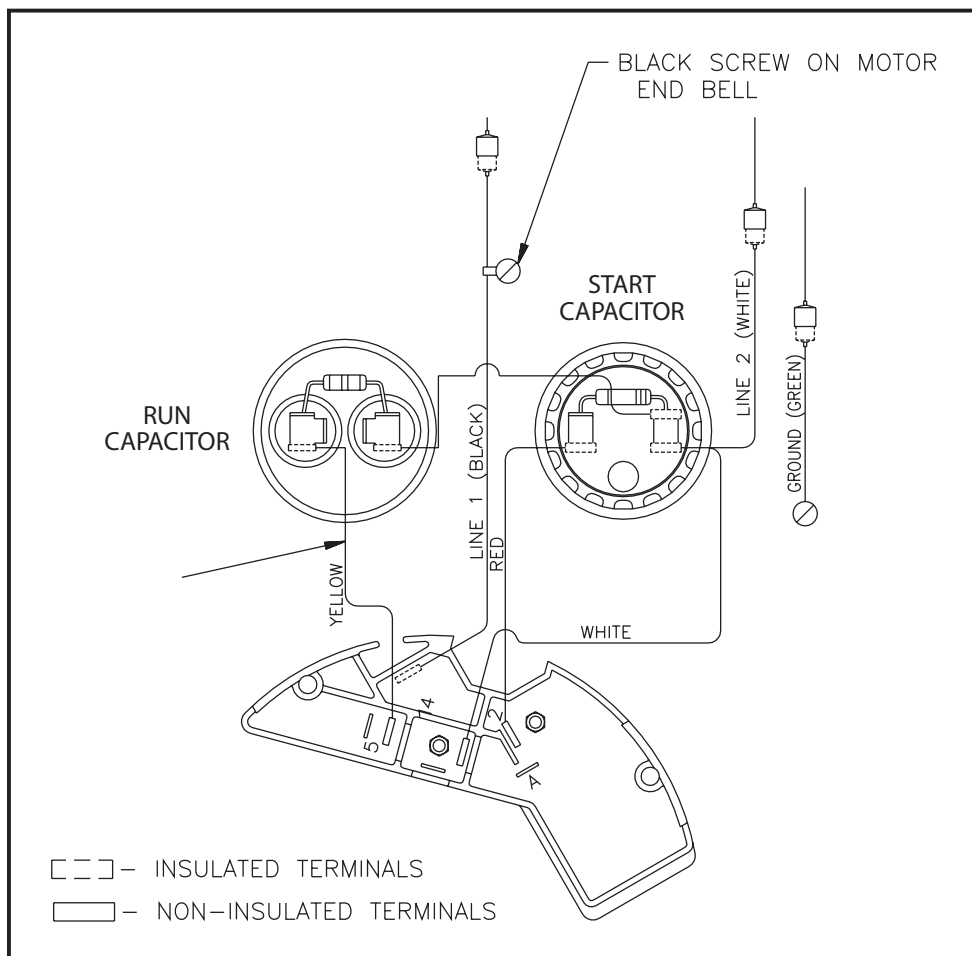 BLACK SCREW ON MOTOR
END BELL
START
CAPACITOR
RUN
CAPACITOR
LINE 1 (BLACK)
RED
LINE 2 (WHITE)
GROUND (GREEN)
YELLOW
WHITE
5
4
2
A
[ ] - INSULATED TERMINALS
- NON-INSULATED TERMINALS